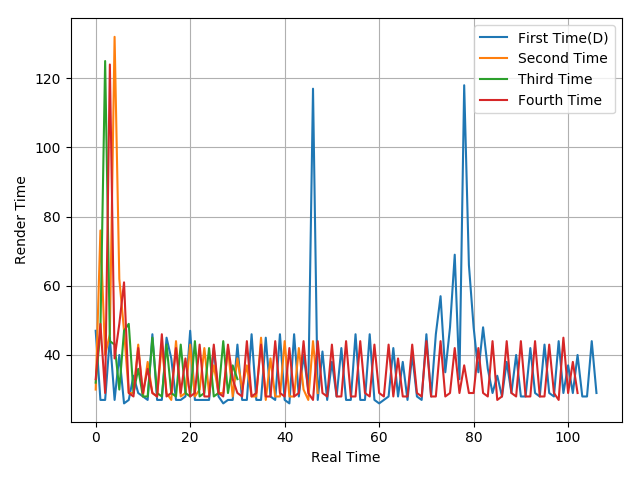 First Time(D)
Second Time
Third Time
Fourth Time
120
100
80
60
40
Render Time
0 20 40 60 80 100
Real Time